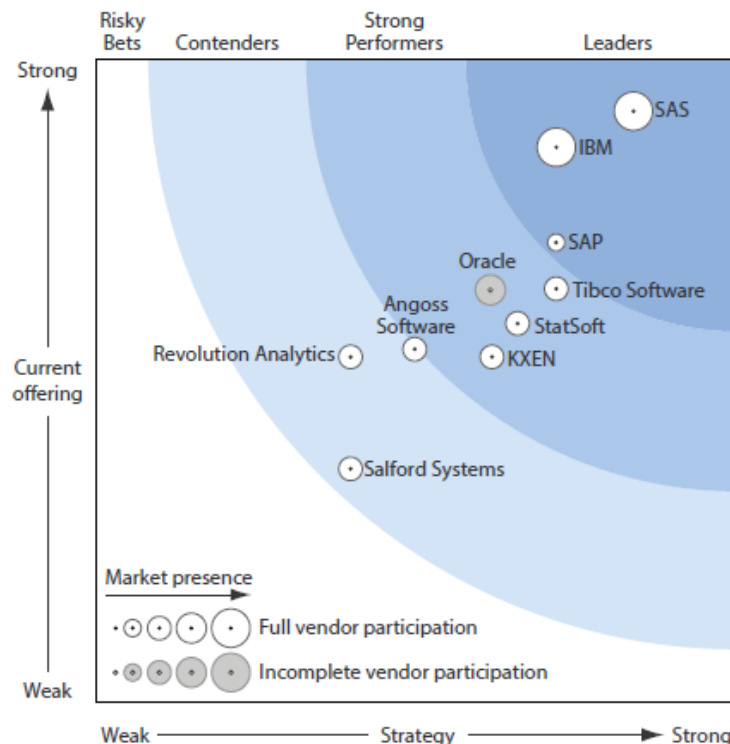 Risky
Bets
Contenders
Strong
Performers
Leaders
Strong
SAS
IBM
SAP
Oracle
Tibco Software
Angoss
Software
StatSoft
Revolution Analytics
KXEN
Current
offering
Salford Systems
Market presence
Full vendor participation
Incomplete vendor participation
Weak
Weak
Strategy
Strong